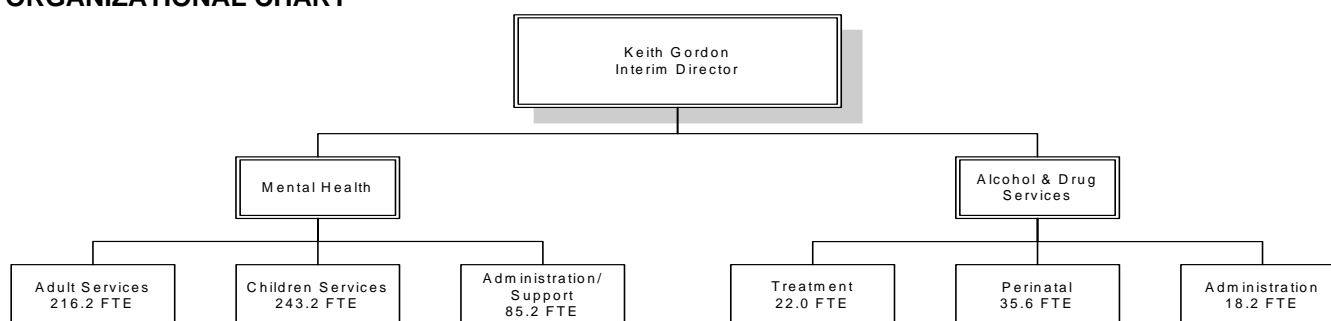 ORGANIZATIONAL CHART
Keith Gordon
Interim Director
Mental Health
Alcohol & Drug
Services
Adult Services
216.2 FTE
Children Services
243.2 FTE
Administration/
Support
85.2 FTE
Treatment
22.0 FTE
Perinatal
35.6 FTE
Administration
18.2 FTE